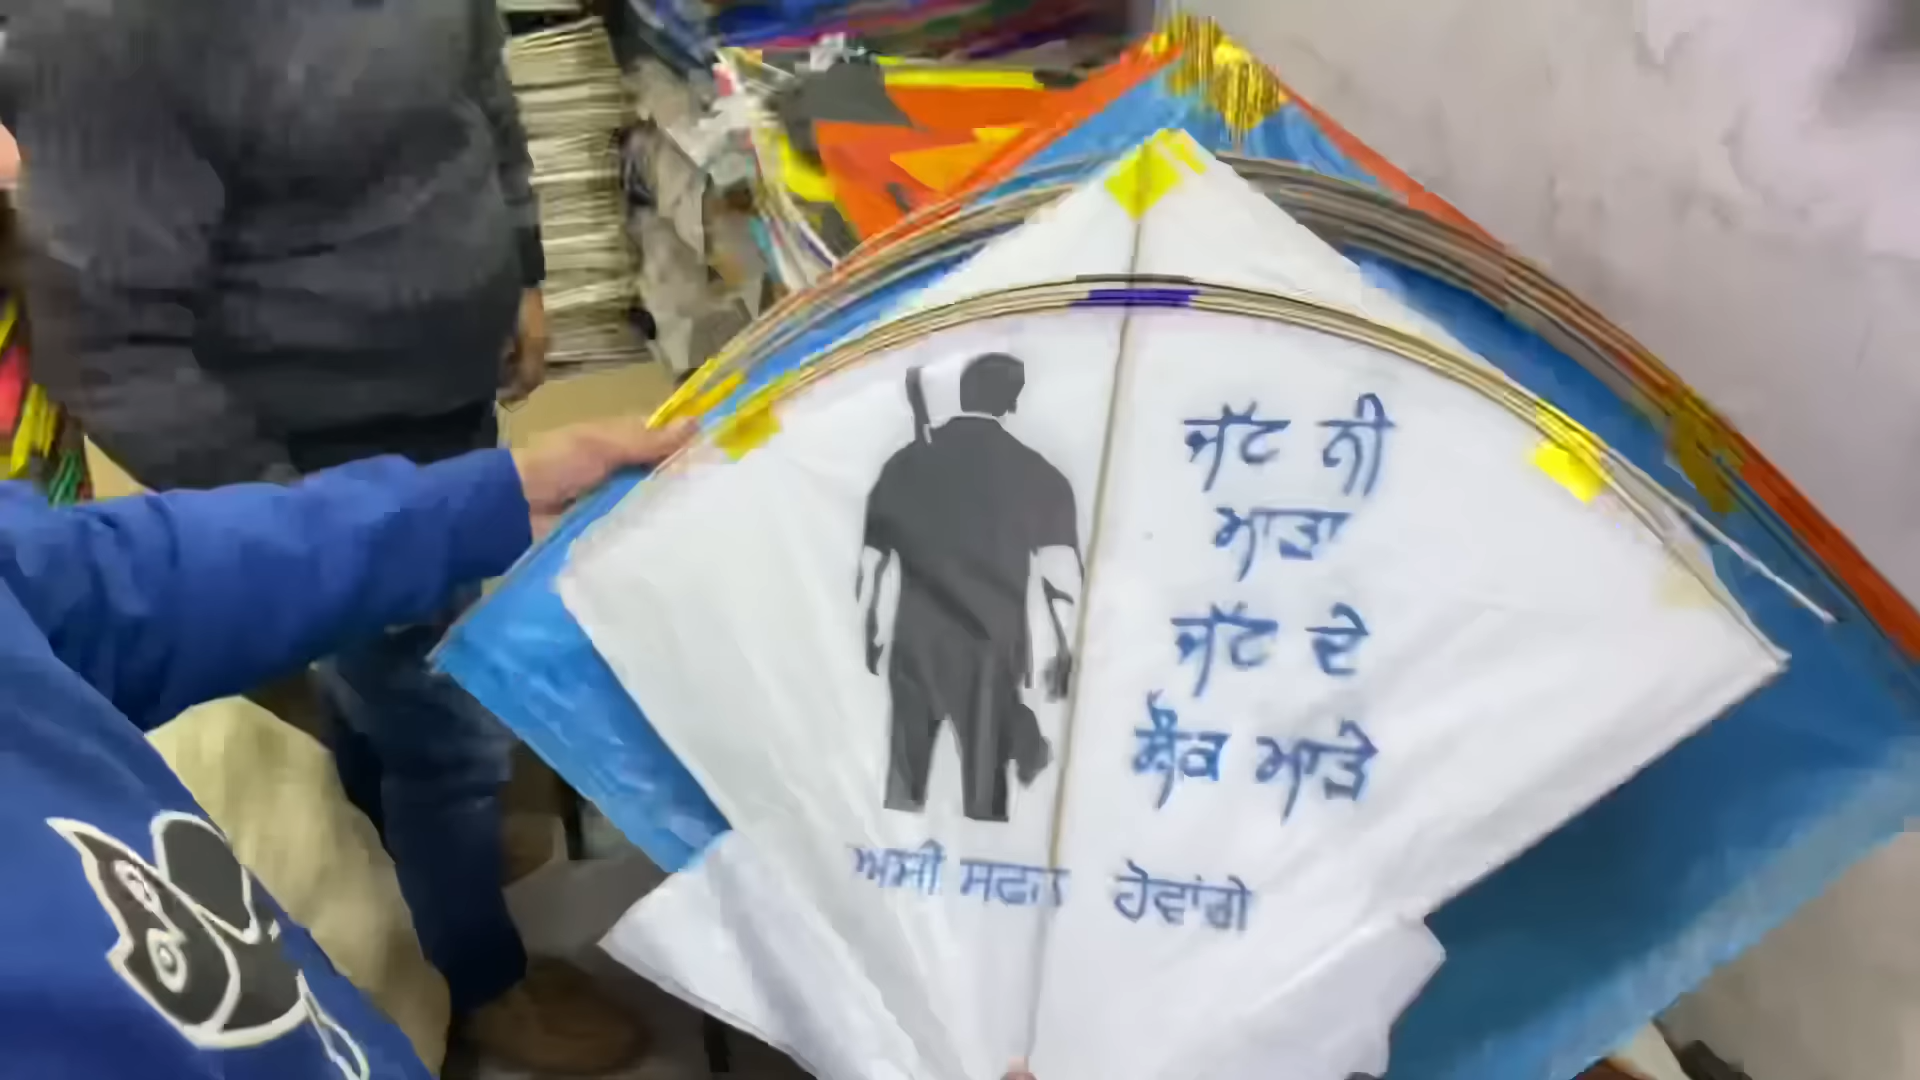 ਜੱਟ ਨੀ
ਮਾੜਾ
ਜੱਟ ਦੇ
ਸ਼ੌਕ ਮਾੜੇ
ਅਸੀ ਸਫਲ ਹੋਵਾਂਗੇ